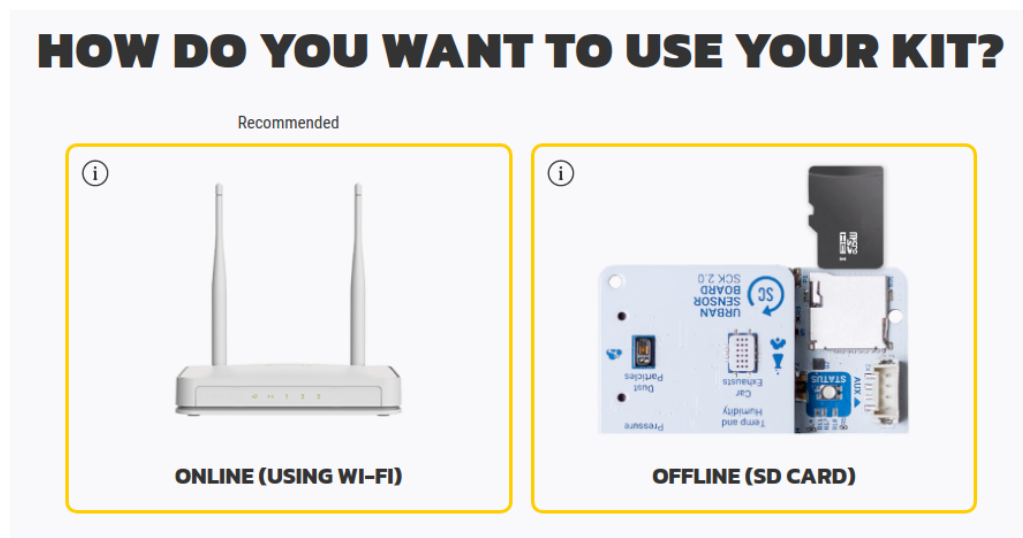 HOW DO YOU WANT TO USE YOUR KIT?
Recommended
i
i
SC
URBAN
SENSOR
BOARD
SCK 2.0
Dust
Particles
Car
Exhausts
Temp and
Humidity
Pressure
STATUS
AUX
ONLINE (USING WI-FI)
OFFLINE (SD CARD)